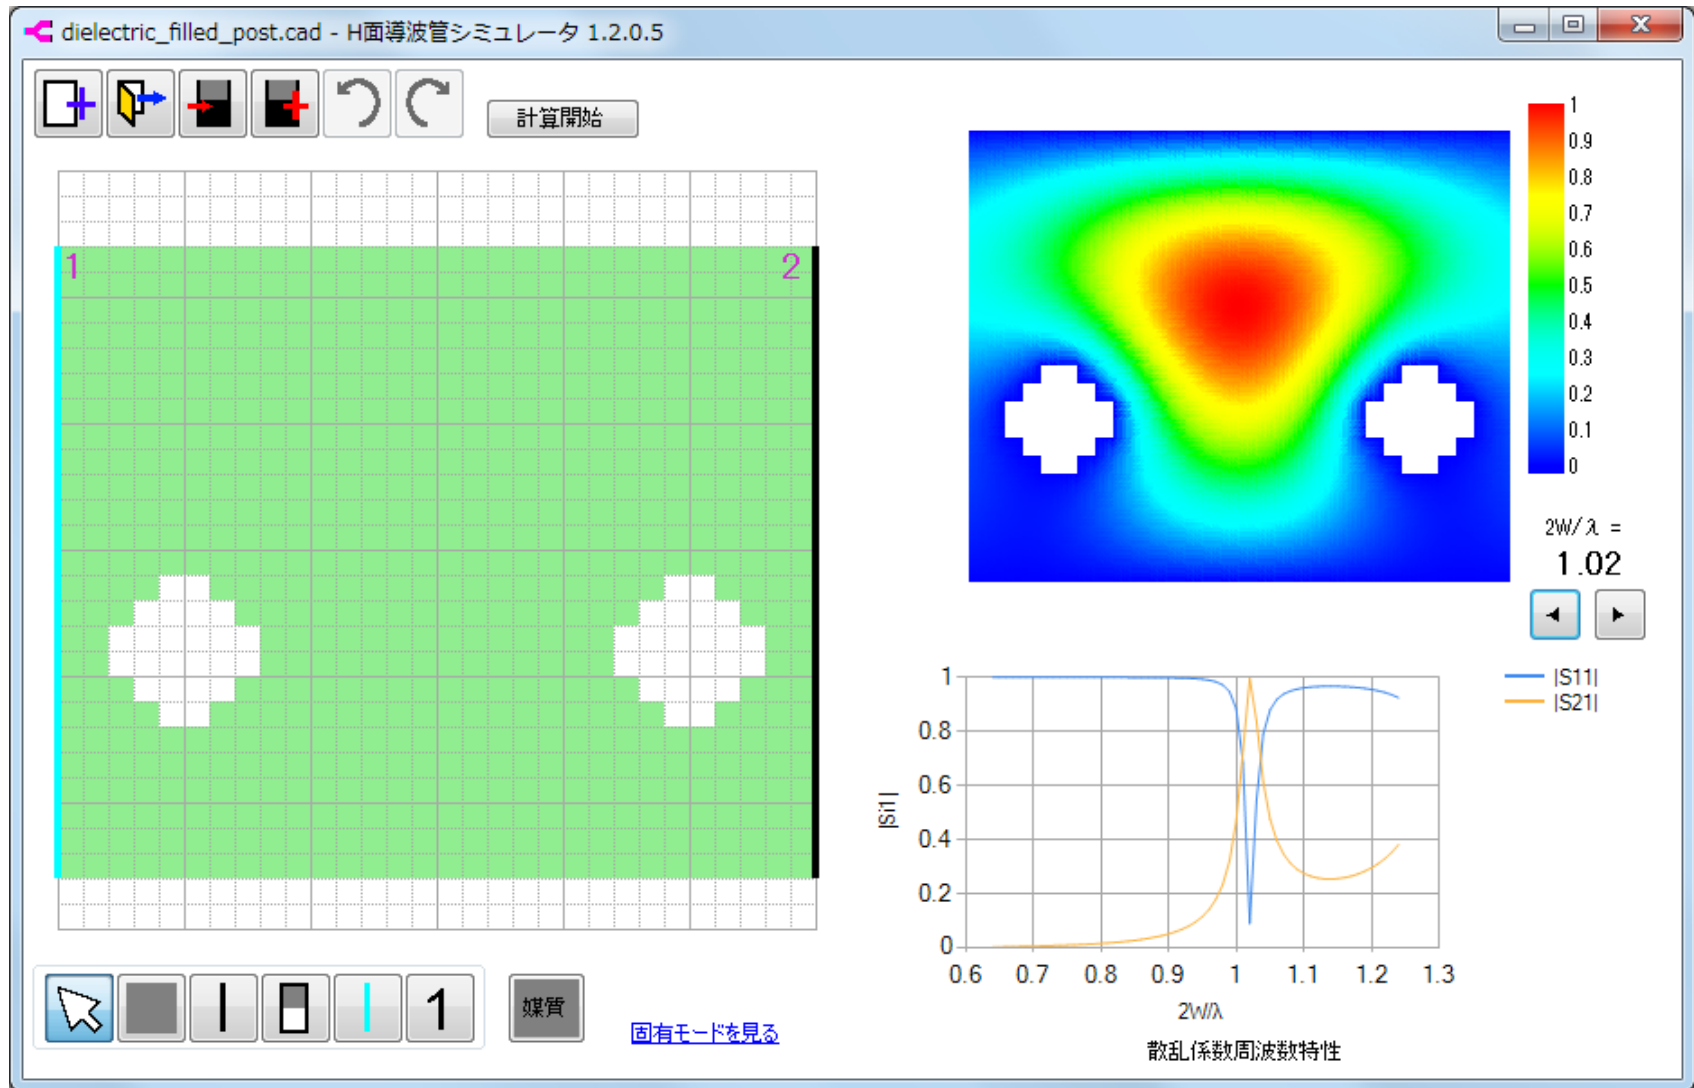 dielectric_filled_post.cad - H面導波管シミュレータ 1.2.0.5
計算開始
1
2
1
0.9
0.8
0.7
0.6
0.5
0.4
0.3
0.2
0.1
0
2W/λ =
1.02
|S11|
|S21|
|Si1|
1
0.8
0.6
0.4
0.2
0
0.6 0.7 0.8 0.9 1 1.1 1.2 1.3
2W/λ
散乱係数周波数特性
1
媒質
固有モードを見る